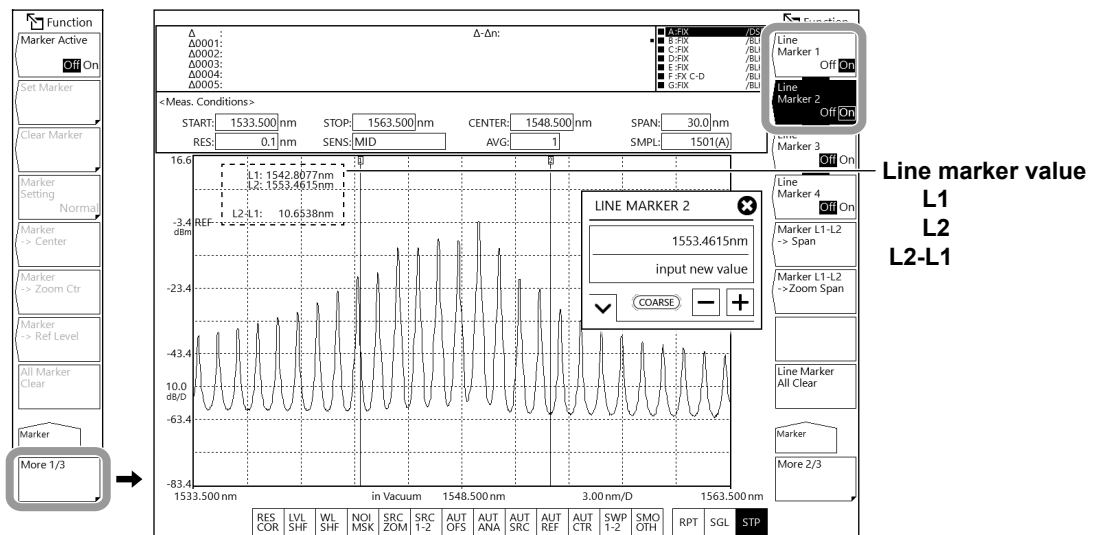 Function
Marker Active
Off On
Set Marker
Clear Marker
Marker
Setting
Normal
Marker
-> Center
Marker
-> Zoom Ctr
Marker
-> Ref Level
All Marker
Clear
Marker
More 1/3
Δ :
Δ0001:
Δ0002:
Δ0003:
Δ0004:
Δ0005:
Δ-Δn:
A:FIX /DS
B:FIX /BL
C:FIX /BL
D:FIX /BL
E:FIX /BL
F:FX C-D /BL
G:FIX /BL
<Meas. Conditions>
START: 1533.500 nm STOP: 1563.500 nm CENTER: 1548.500 nm SPAN: 30.0 nm
RES: 0.1 nm SENS: MID AVG: 1 SMPL: 1501(A)
16.6
1
2
L1: 1542.8077nm
L2: 1553.4615nm
L2-L1: 10.6538nm
-3.4 REF
dBm
-23.4
-43.4
10.0
dB/D
-63.4
-83.4
1533.500 nm in Vacuum 1548.500 nm 3.00 nm/D 1563.500 nm
LINE MARKER 2
1553.4615nm
input new value
COARSE
RES COR
LVL SHF
WL SHF
NOI MSK
SRC ZOM
SRC 1-2
AUT OFS
AUT ANA
AUT SRC
AUT REF
AUT CTR
SWP 1-2
SMO OTH
RPT
SGL
STP
Function
Line
Marker 1
Off On
Line
Marker 2
Off On
Line
Marker 3
Off On
Line
Marker 4
Off On
Marker L1-L2
-> Span
Marker L1-L2
->Zoom Span
Line Marker
All Clear
Marker
More 2/3
Line marker value
L1
L2
L2-L1